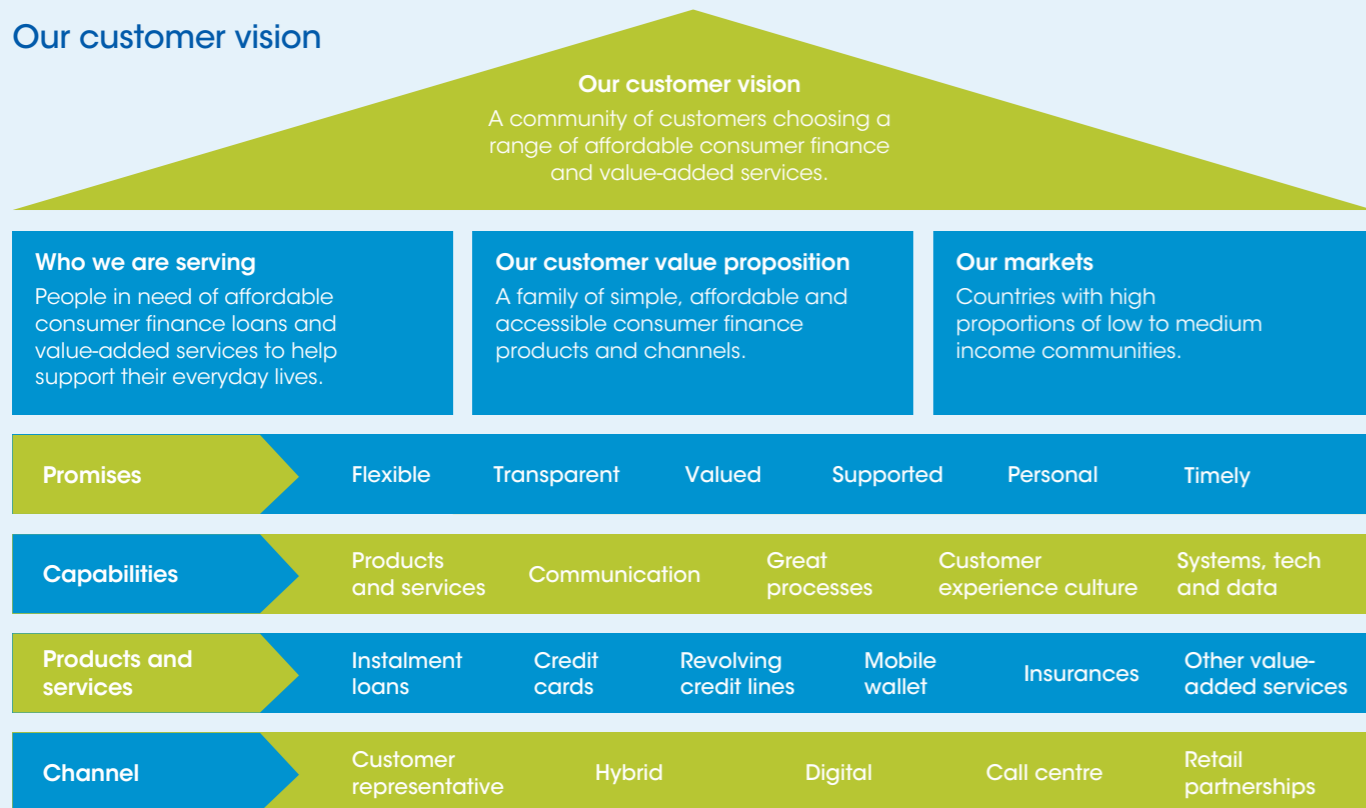 Our customer vision
Our customer vision
A community of customers choosing a
range of affordable consumer finance
and value-added services.
Who we are serving
People in need of affordable
consumer finance loans and
value-added services to help
support their everyday lives.
Our customer value proposition
A family of simple, affordable and
accessible consumer finance
products and channels.
Our markets
Countries with high
proportions of low to medium
income communities.
Promises
Flexible
Transparent
Valued
Supported
Personal
Timely
Capabilities
Products
and services
Communication
Great
processes
Customer
experience culture
Systems, tech
and data
Products and
services
Instalment
loans
Credit
cards
Revolving
credit lines
Mobile
wallet
Insurances
Other value-
added services
Channel
Customer
representative
Hybrid
Digital
Call centre
Retail
partnerships